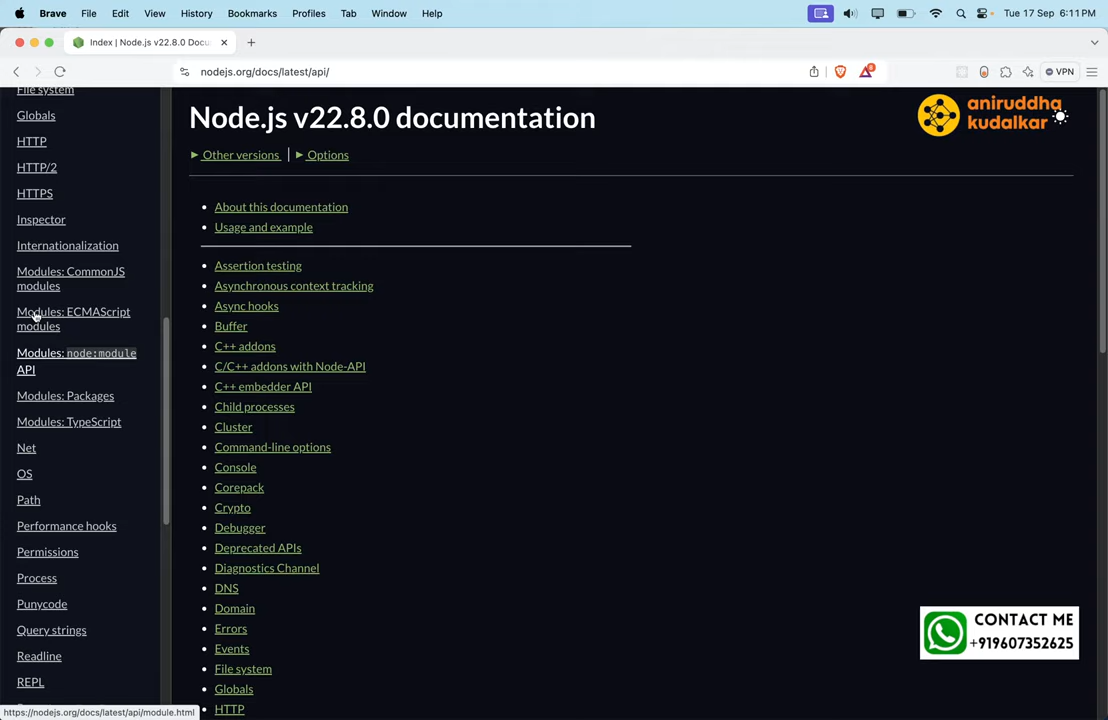 Brave File Edit View History Bookmarks Profiles Tab Window Help Tue 17 Sep 6:11 PM
Index | Node.js v22.8.0 Docu
nodejs.org/docs/latest/api/
8
VPN
File system
Globals
HTTP
HTTP/2
HTTPS
Inspector
Internationalization
Modules: CommonJS
modules
Modules: ECMAScript
modules
Modules: node:module
API
Modules: Packages
Modules: TypeScript
Net
OS
Path
Performance hooks
Permissions
Process
Punycode
Query strings
Readline
REPL
https://nodejs.org/docs/latest/api/module.html
Node.js v22.8.0 documentation
Other versions | Options
About this documentation
Usage and example
Assertion testing
Asynchronous context tracking
Async hooks
Buffer
C++ addons
C/C++ addons with Node-API
C++ embedder API
Child processes
Cluster
Command-line options
Console
Corepack
Crypto
Debugger
Deprecated APIs
Diagnostics Channel
DNS
Domain
Errors
Events
File system
Globals
HTTP
aniruddha
kudalkar
CONTACT ME
+919607352625